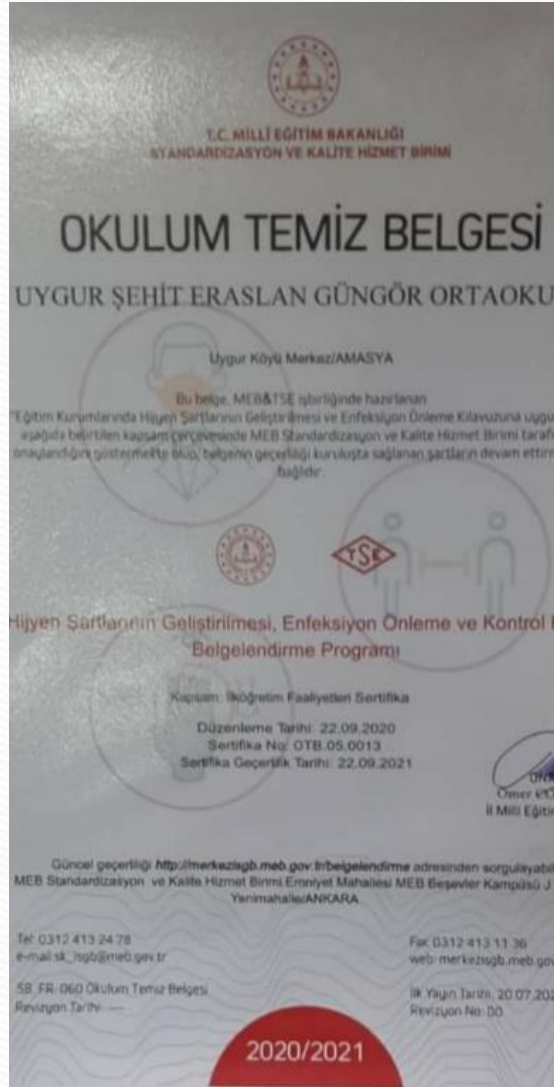 T.C. MİLLÎ EĞİTİM BAKANLIĞI
STANDARDİZASYON VE KALİTE HİZMET BİRİMİ
OKULUM TEMİZ BELGESİ
UYGUR ŞEHİT ERASLAN GÜNGÖR ORTAOKU
Uygur Köyü Merkez/AMASYA
Bu belge, MEB&TSE işbirliğinde hazırlanan
"Eğitim Kurumlarında Hijyen Şartlarının Geliştirilmesi ve Enfeksiyon Önleme Kılavuzuna uygu
aşağıda belirtilen kapsam çerçevesinde MEB Standardizasyon ve Kalite Hizmet Birimi taraf
onaylandığını göstermekte olup, belgenin geçerliliği kuruluşta sağlanan şartların devam ettir
bağlıdır.
TSE
Hijyen Şartlarının Geliştirilmesi, Enfeksiyon Önleme ve Kontrol
Belgelendirme Programı
Kapsam: İlköğretim Faaliyetleri Sertifika
Düzenleme Tarihi: 22.09.2020
Sertifika No: OTB.05.0013
Sertifika Geçerlilik Tarihi: 22.09.2021
Ömer
İl Milli Eğiti
Güncel geçerliliği http://merkezisgb.meb.gov.tr/belgelendirme adresinden sorgulayabil
MEB Standardizasyon ve Kalite Hizmet Birimi Emniyet Mahallesi MEB Beşevler Kampüsü J
Yenimahalle/ANKARA
Tel: 0312 413 24 78
Fax: 0312 413 11 36
e-mail:sk_isgb@meb.gov.tr
web: merkezisgb.meb.gov
58 .FR. 060 Okulum Temiz Belgesi
İlk Yayın Tarihi: 20.07.202
Revizyon Tarihi: ---
Revizyon No: 00
2020/2021